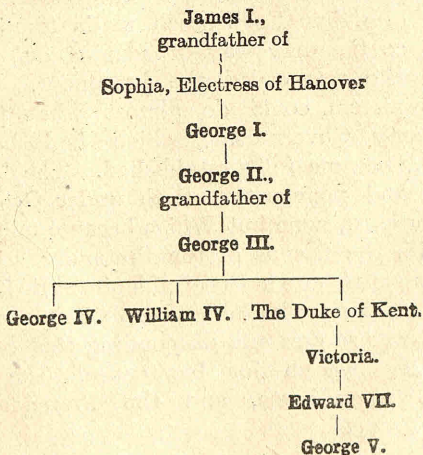 James I.,
grandfather of
Sophia, Electress of Hanover
George I.
George II.,
grandfather of
George III.
George IV. William IV. The Duke of Kent.
Victoria.
Edward VII.
George V.